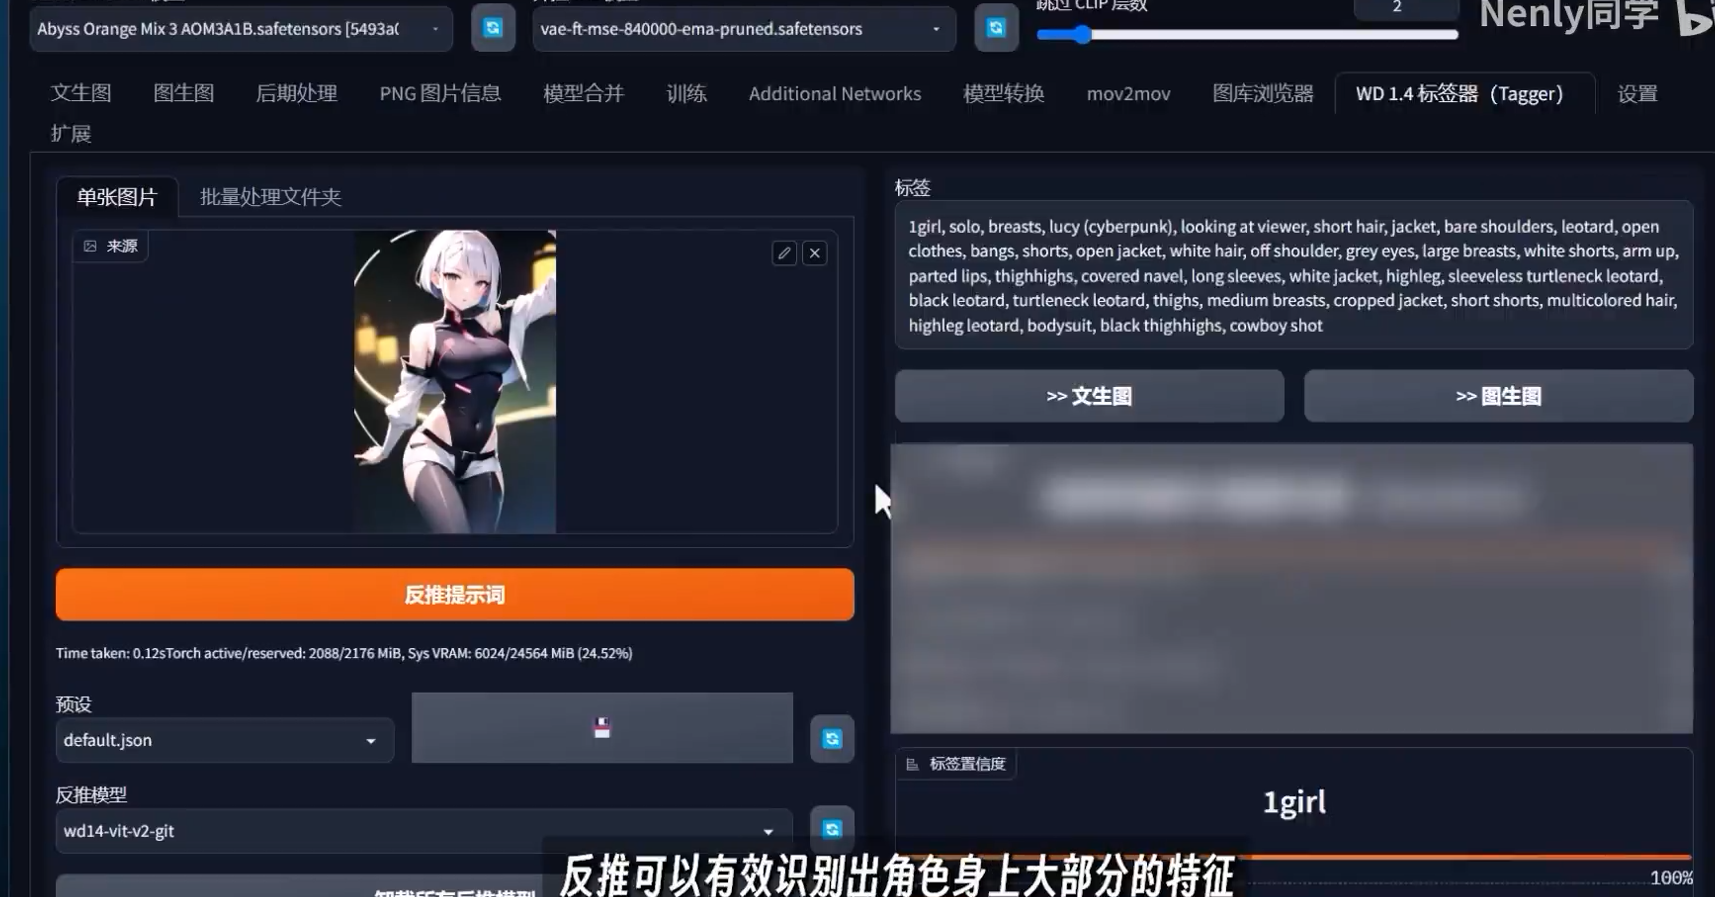 跳过 CLIP 层数
2
Nenly同学
Abyss Orange Mix 3 AOM3A1B.safetensors [5493a0
vae-ft-mse-840000-ema-pruned.safetensors
文生图 图生图 后期处理 PNG 图片信息 模型合并 训练 Additional Networks 模型转换 mov2mov 图库浏览器 WD 1.4 标签器（Tagger） 设置
扩展
单张图片 批量处理文件夹
来源
标签
1girl, solo, breasts, lucy (cyberpunk), looking at viewer, short hair, jacket, bare shoulders, leotard, open
clothes, bangs, shorts, open jacket, white hair, off shoulder, grey eyes, large breasts, white shorts, arm up,
parted lips, thighhighs, covered navel, long sleeves, white jacket, highleg, sleeveless turtleneck leotard,
black leotard, turtleneck leotard, thighs, medium breasts, cropped jacket, short shorts, multicolored hair,
highleg leotard, bodysuit, black thighhighs, cowboy shot
>> 文生图 >> 图生图
反推提示词
Time taken: 0.12sTorch active/reserved: 2088/2176 MiB, Sys VRAM: 6024/24564 MiB (24.52%)
预设
default.json
反推模型
wd14-vit-v2-git
卸载所有反推模型
标签置信度
1girl
100%
反推可以有效识别出角色身上大部分的特征